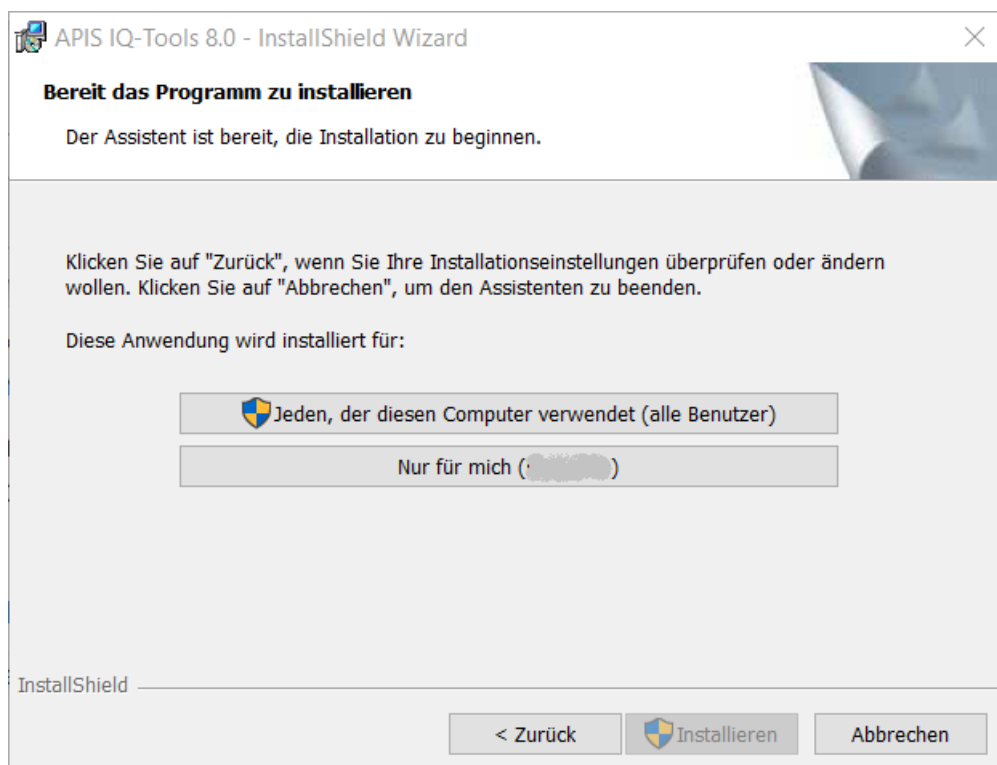 APIS IQ-Tools 8.0 - InstallShield Wizard
Bereit das Programm zu installieren
Der Assistent ist bereit, die Installation zu beginnen.
Klicken Sie auf "Zurück", wenn Sie Ihre Installationseinstellungen überprüfen oder ändern
wollen. Klicken Sie auf "Abbrechen", um den Assistenten zu beenden.
Diese Anwendung wird installiert für:
Jeden, der diesen Computer verwendet (alle Benutzer)
Nur für mich ( )
InstallShield
< Zurück
Installieren
Abbrechen